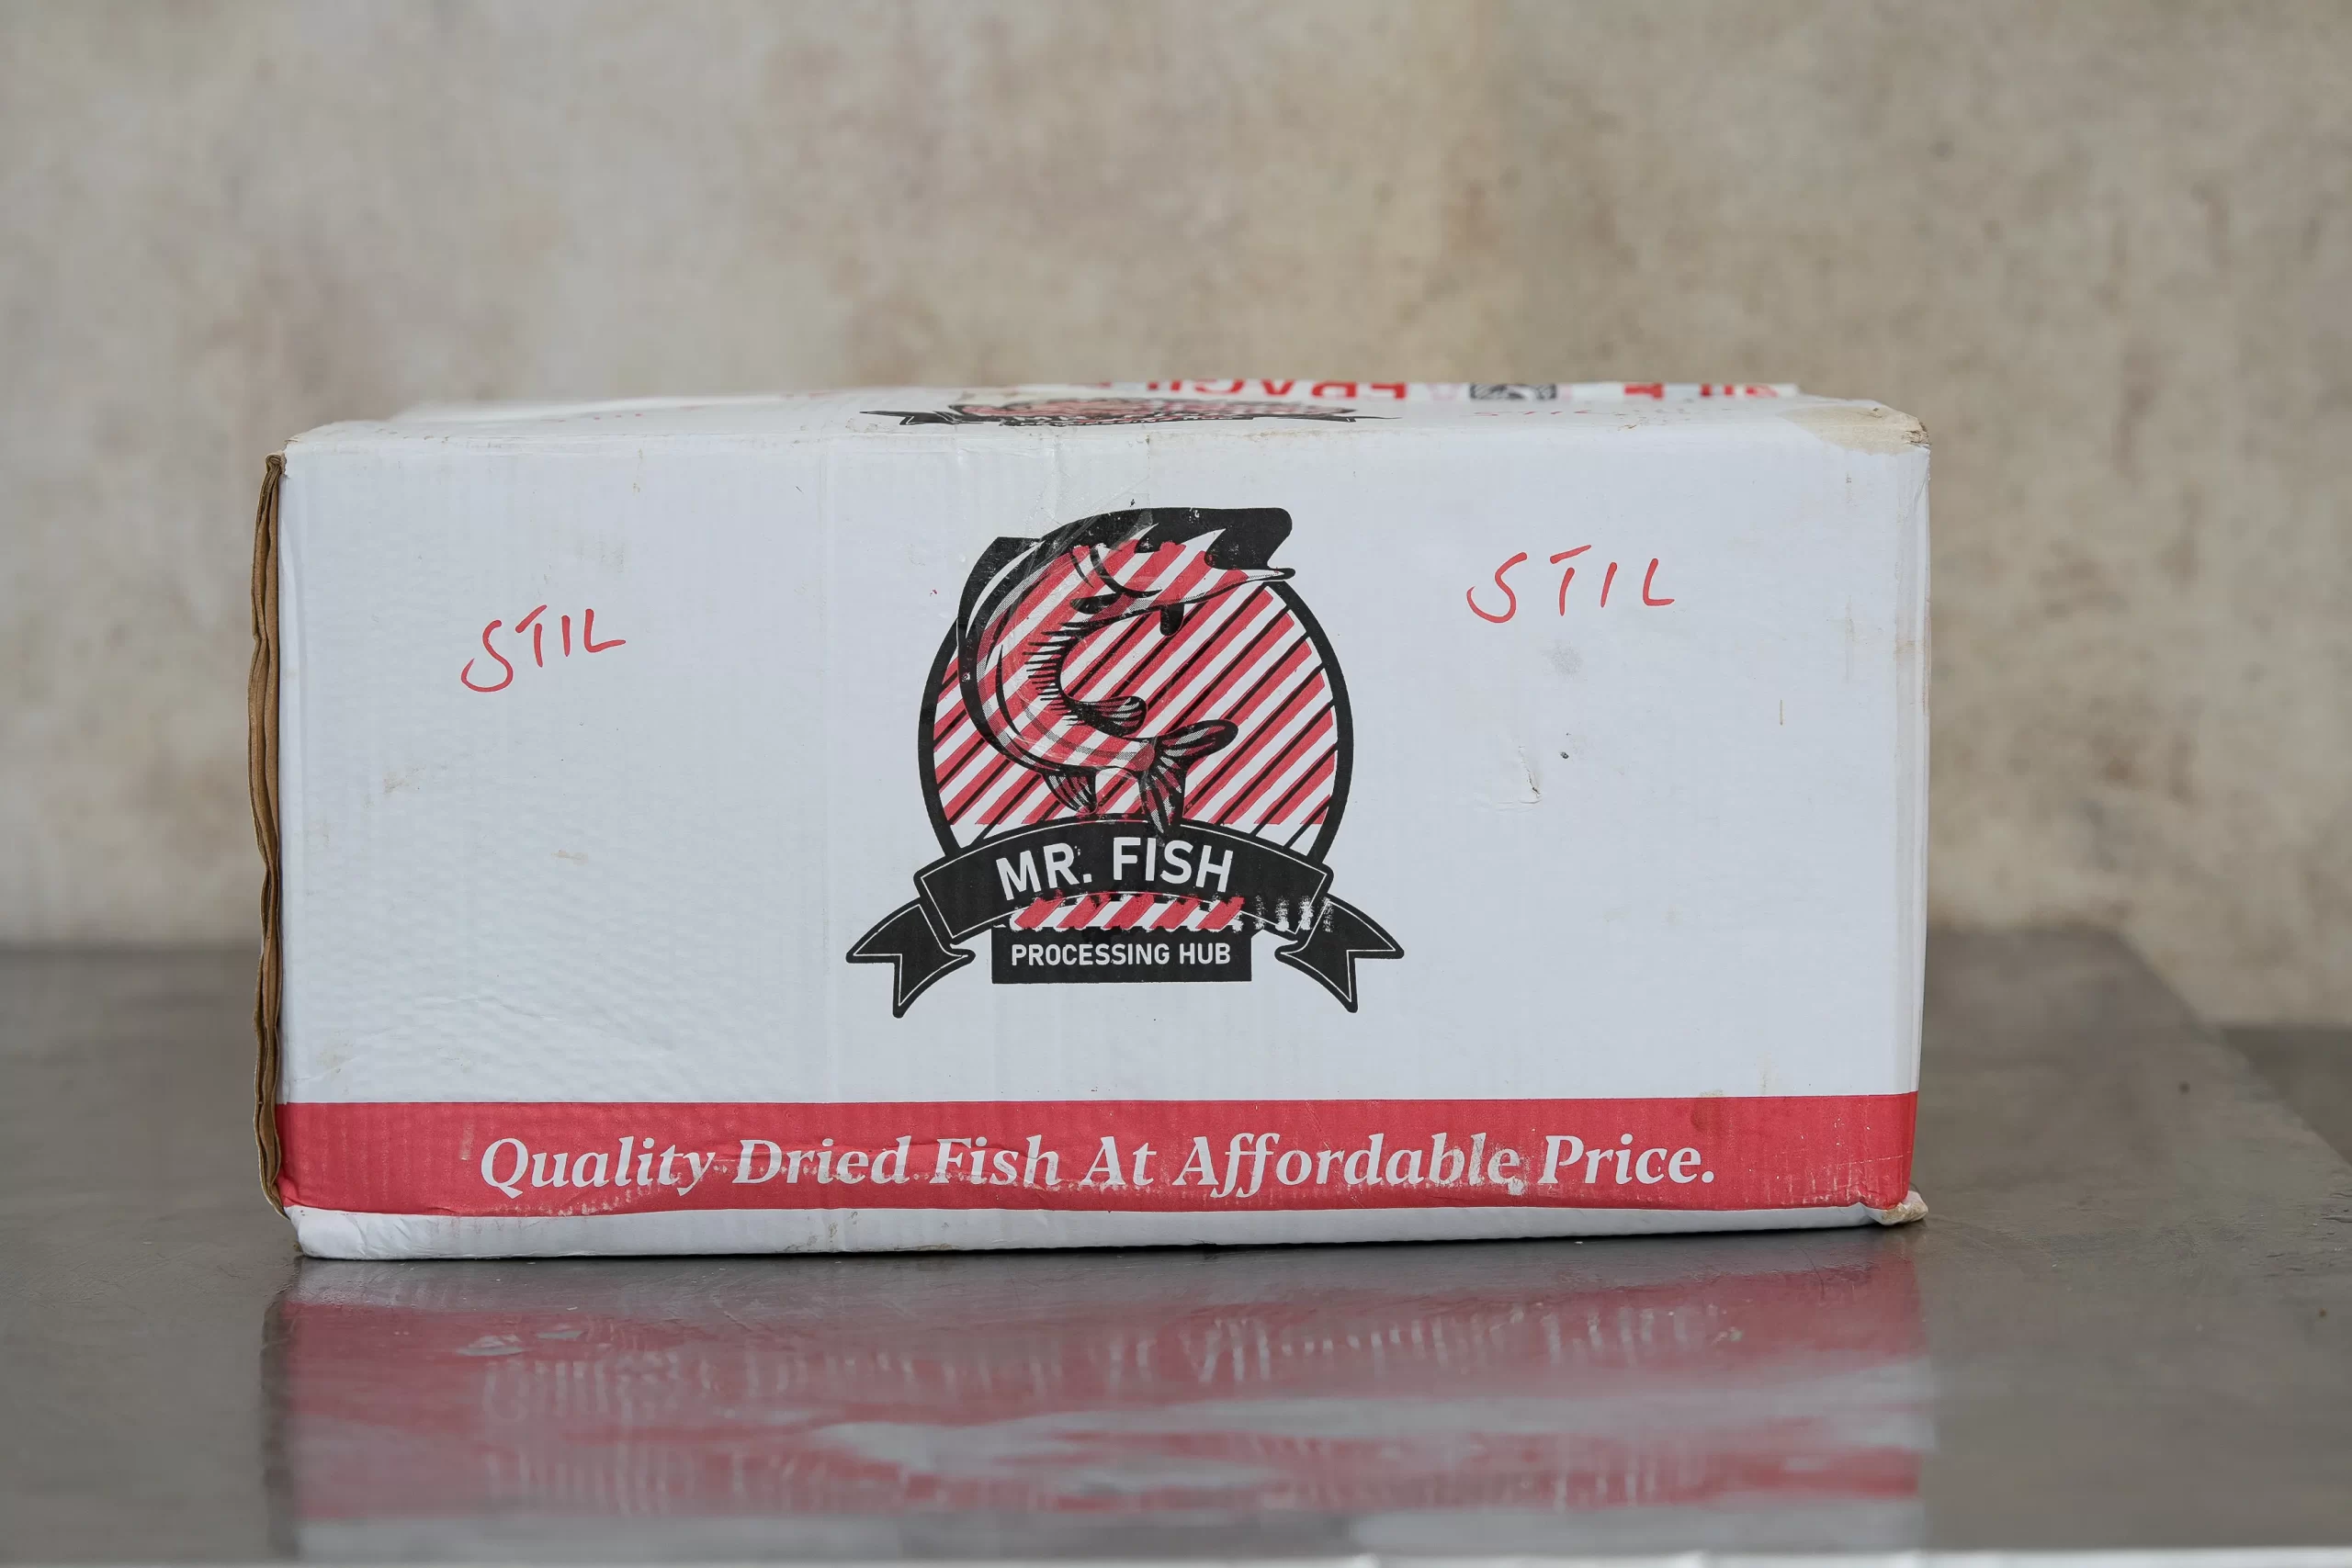 STIL
STIL
MR. FISH
PROCESSING HUB
Quality Dried Fish At Affordable Price.